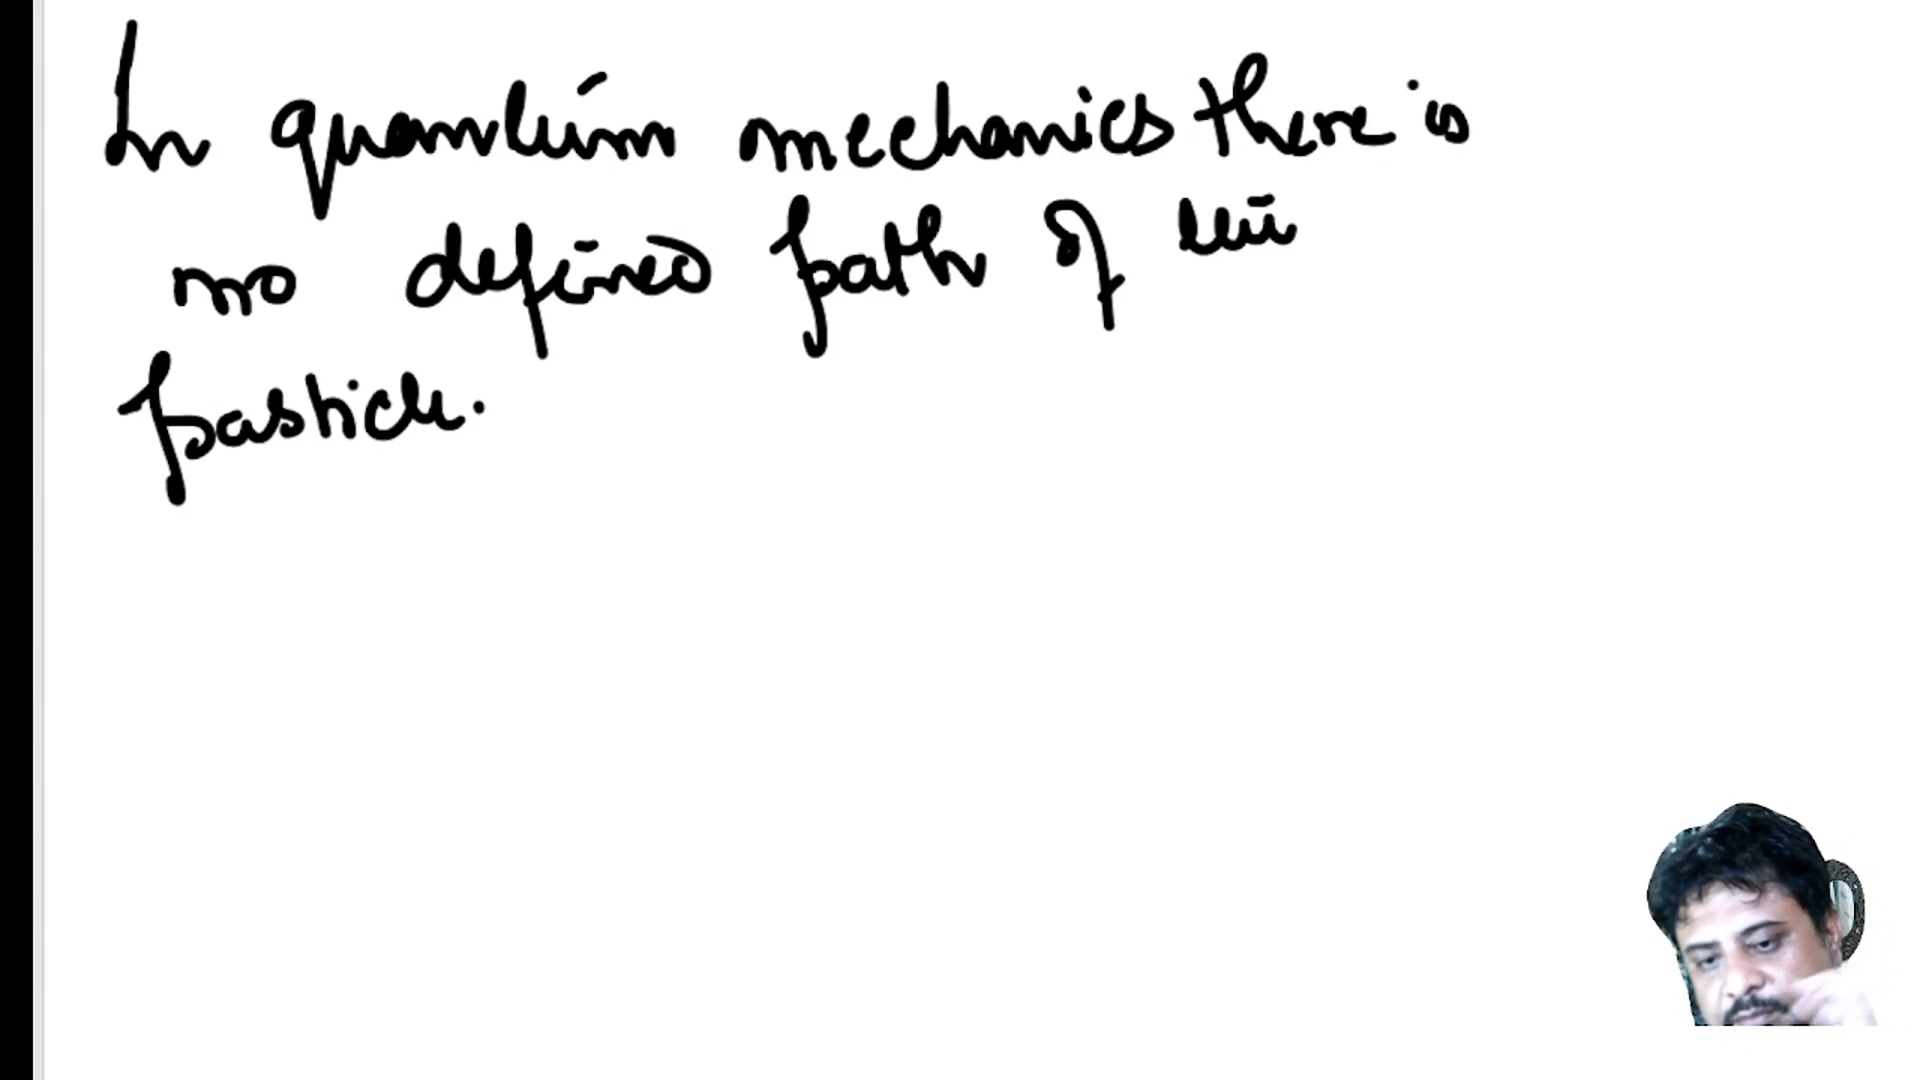 In quantum mechanics there is
no defined path of the
particle.